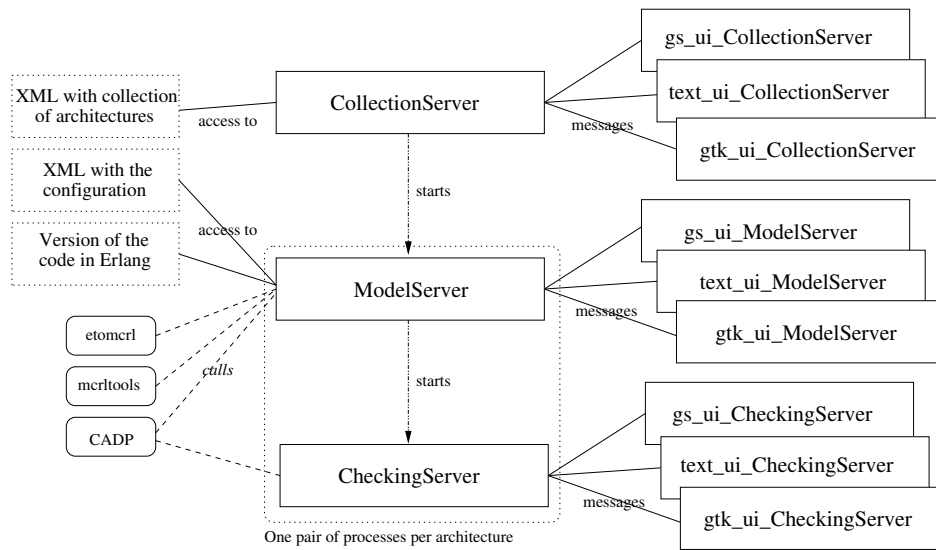 gs_ui_CollectionServer
XML with collection
of architectures
CollectionServer
text_ui_CollectionServer
access to
messages
gtk_ui_CollectionServer
XML with the
configuration
starts
access to
Version of the
code in Erlang
gs_ui_ModelServer
ModelServer
text_ui_ModelServer
messages
gtk_ui_ModelServer
etomcrl
mcrltools
calls
starts
CADP
gs_ui_CheckingServer
CheckingServer
text_ui_CheckingServer
messages
gtk_ui_CheckingServer
One pair of processes per architecture